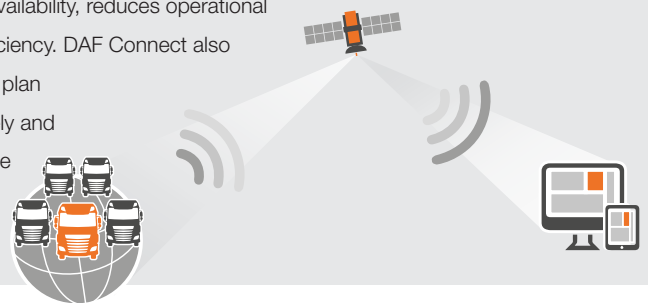 vailability, reduces operational
ciency. DAF Connect also
plan
ly and
e